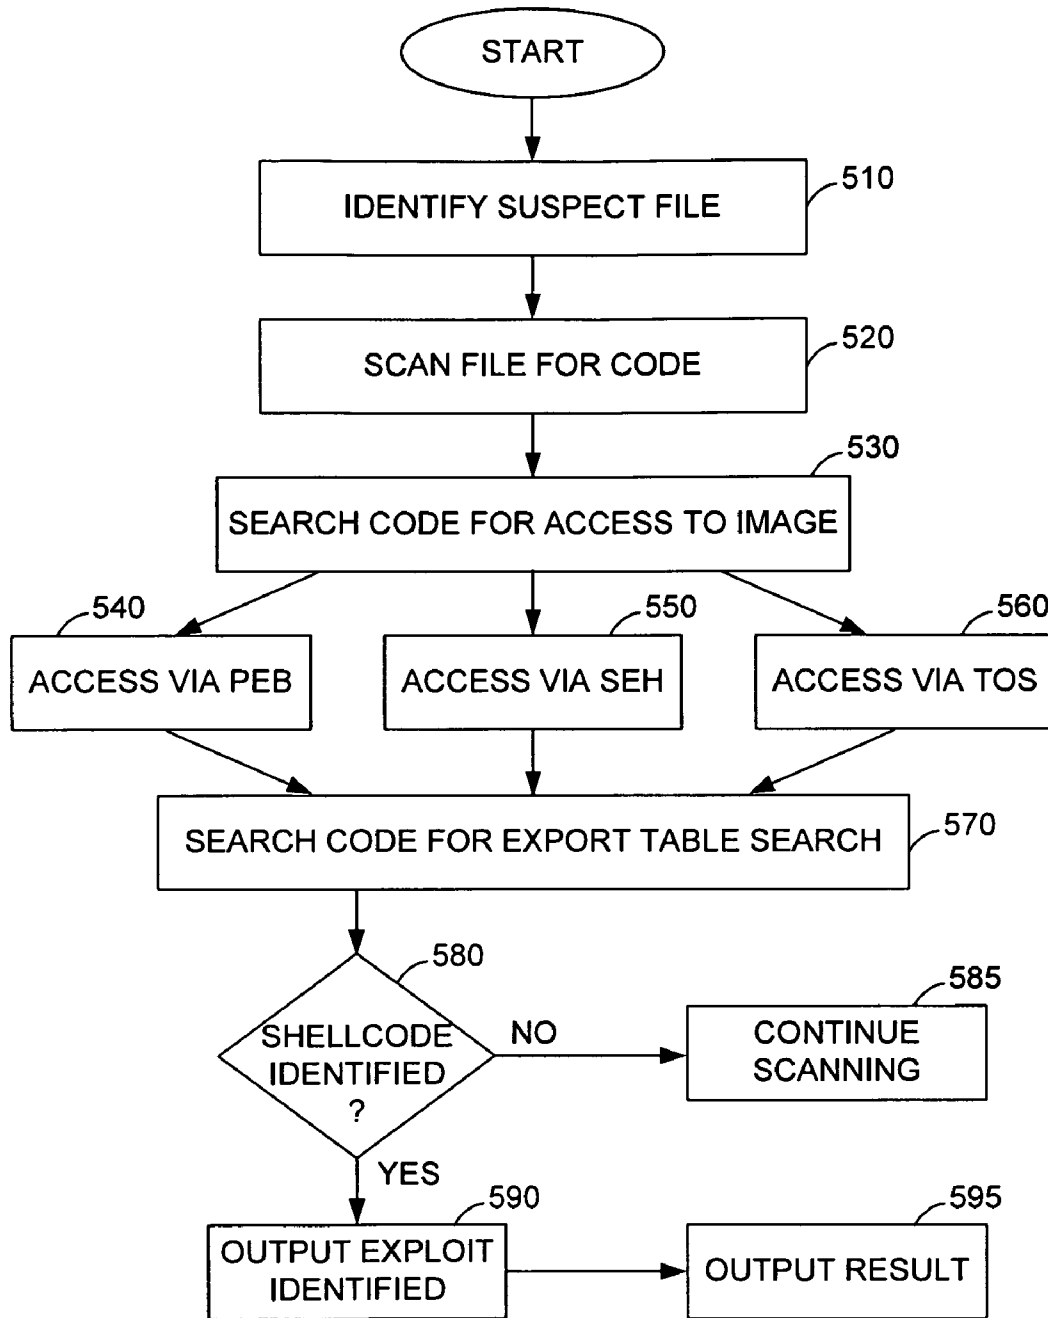 START
510
IDENTIFY SUSPECT FILE
520
SCAN FILE FOR CODE
530
SEARCH CODE FOR ACCESS TO IMAGE
540
550
560
ACCESS VIA PEB
ACCESS VIA SEH
ACCESS VIA TOS
570
SEARCH CODE FOR EXPORT TABLE SEARCH
580
585
SHELLCODE
IDENTIFIED
?
NO
CONTINUE
SCANNING
YES
590
595
OUTPUT EXPLOIT
IDENTIFIED
OUTPUT RESULT